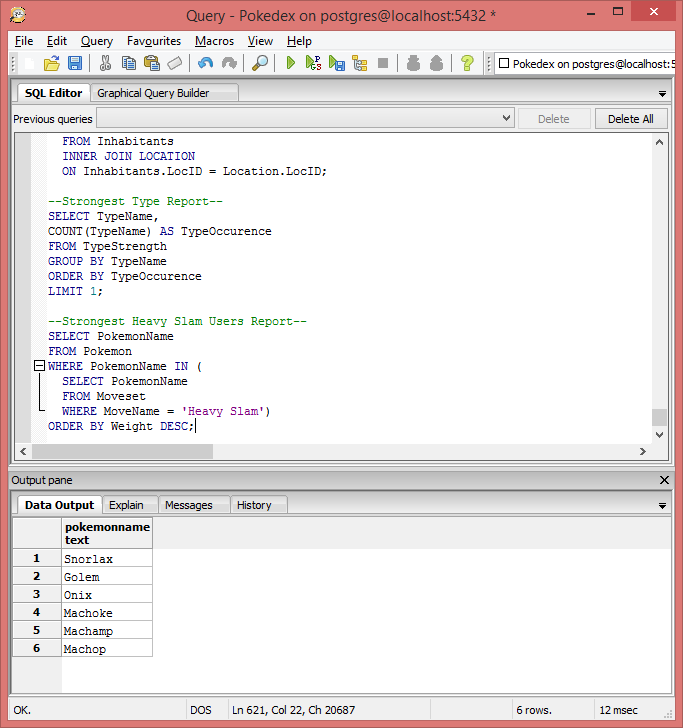 Query - Pokedex on postgres@localhost:5432 *
File Edit Query Favourites Macros View Help
Pokedex on postgres@localhost:5
SQL Editor Graphical Query Builder
Previous queries Delete Delete All
FROM Inhabitants
INNER JOIN LOCATION
ON Inhabitants.LocID = Location.LocID;
--Strongest Type Report--
SELECT TypeName,
COUNT(TypeName) AS TypeOccurence
FROM TypeStrength
GROUP BY TypeName
ORDER BY TypeOccurence
LIMIT 1;
--Strongest Heavy Slam Users Report--
SELECT PokemonName
FROM Pokemon
WHERE PokemonName IN (
SELECT PokemonName
FROM Moveset
WHERE MoveName = 'Heavy Slam')
ORDER BY Weight DESC;
Output pane
Data Output Explain Messages History
pokemonname
text
1 Snorlax
2 Golem
3 Onix
4 Machoke
5 Machamp
6 Machop
OK. DOS Ln 621, Col 22, Ch 20687 6 rows. 12 msec